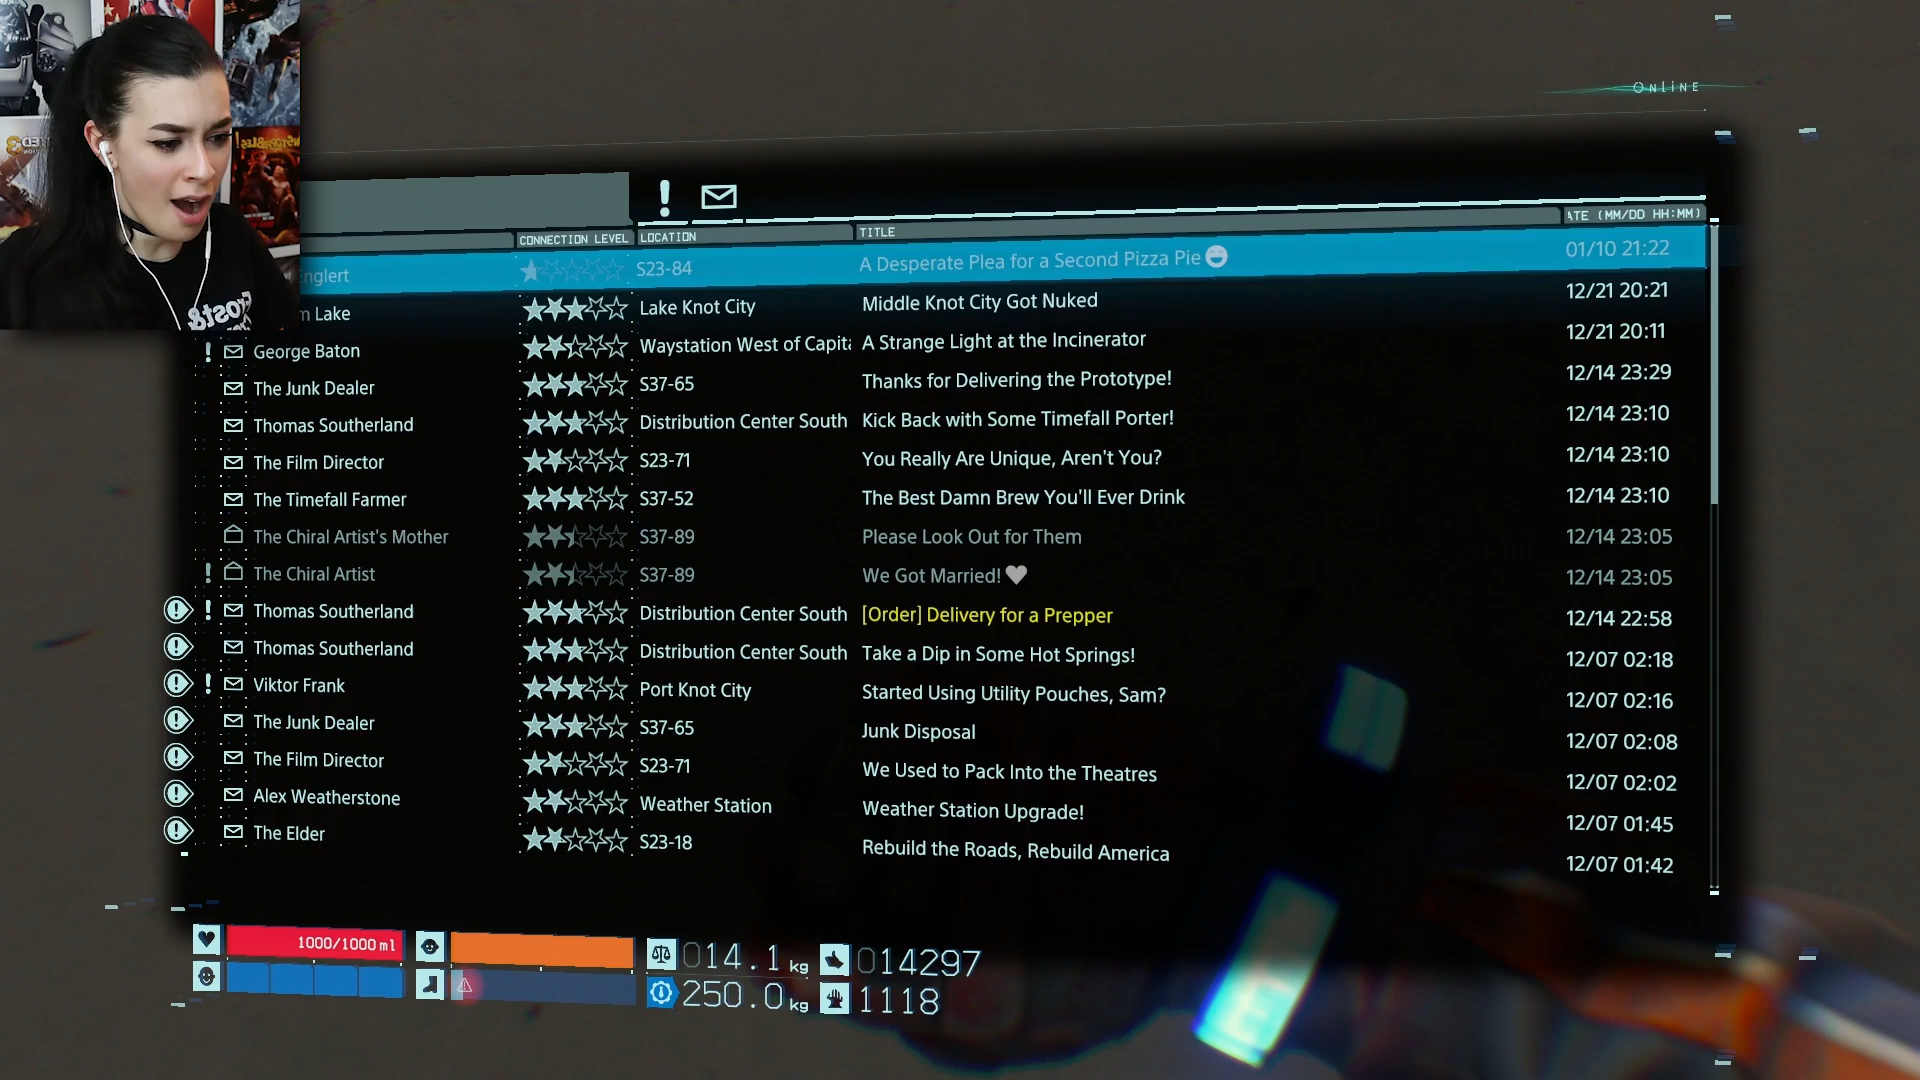 ONLINE
CONNECTION LEVEL LOCATION TITLE ATE (MM/DD HH:MM)
Englert S23-84 A Desperate Plea for a Second Pizza Pie 01/10 21:22
m Lake Lake Knot City Middle Knot City Got Nuked 12/21 20:21
! George Baton Waystation West of Capita A Strange Light at the Incinerator 12/21 20:11
The Junk Dealer S37-65 Thanks for Delivering the Prototype! 12/14 23:29
Thomas Southerland Distribution Center South Kick Back with Some Timefall Porter! 12/14 23:10
The Film Director S23-71 You Really Are Unique, Aren't You? 12/14 23:10
The Timefall Farmer S37-52 The Best Damn Brew You'll Ever Drink 12/14 23:10
The Chiral Artist's Mother S37-89 Please Look Out for Them 12/14 23:05
! The Chiral Artist S37-89 We Got Married! 12/14 23:05
! Thomas Southerland Distribution Center South [Order] Delivery for a Prepper 12/14 22:58
Thomas Southerland Distribution Center South Take a Dip in Some Hot Springs! 12/07 02:18
! Viktor Frank Port Knot City Started Using Utility Pouches, Sam? 12/07 02:16
The Junk Dealer S37-65 Junk Disposal 12/07 02:08
The Film Director S23-71 We Used to Pack Into the Theatres 12/07 02:02
Alex Weatherstone Weather Station Weather Station Upgrade! 12/07 01:45
The Elder S23-18 Rebuild the Roads, Rebuild America 12/07 01:42
1000/1000 ml 014.1 kg 014297
250.0 kg 1118